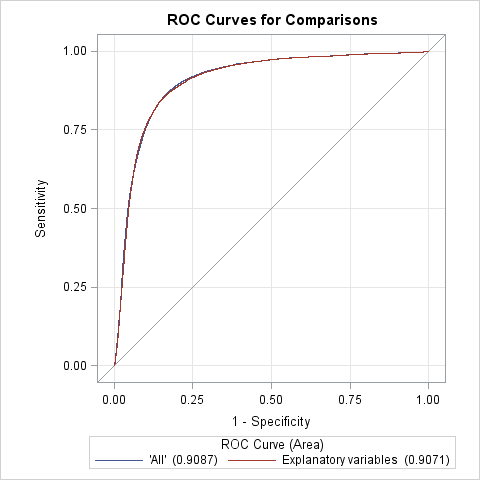 ROC Curves for Comparisons
1.00
0.75
0.50
0.25
0.00
Sensitivity
0.00 0.25 0.50 0.75 1.00
1 - Specificity
ROC Curve (Area)
'All' (0.9087) Explanatory variables (0.9071)